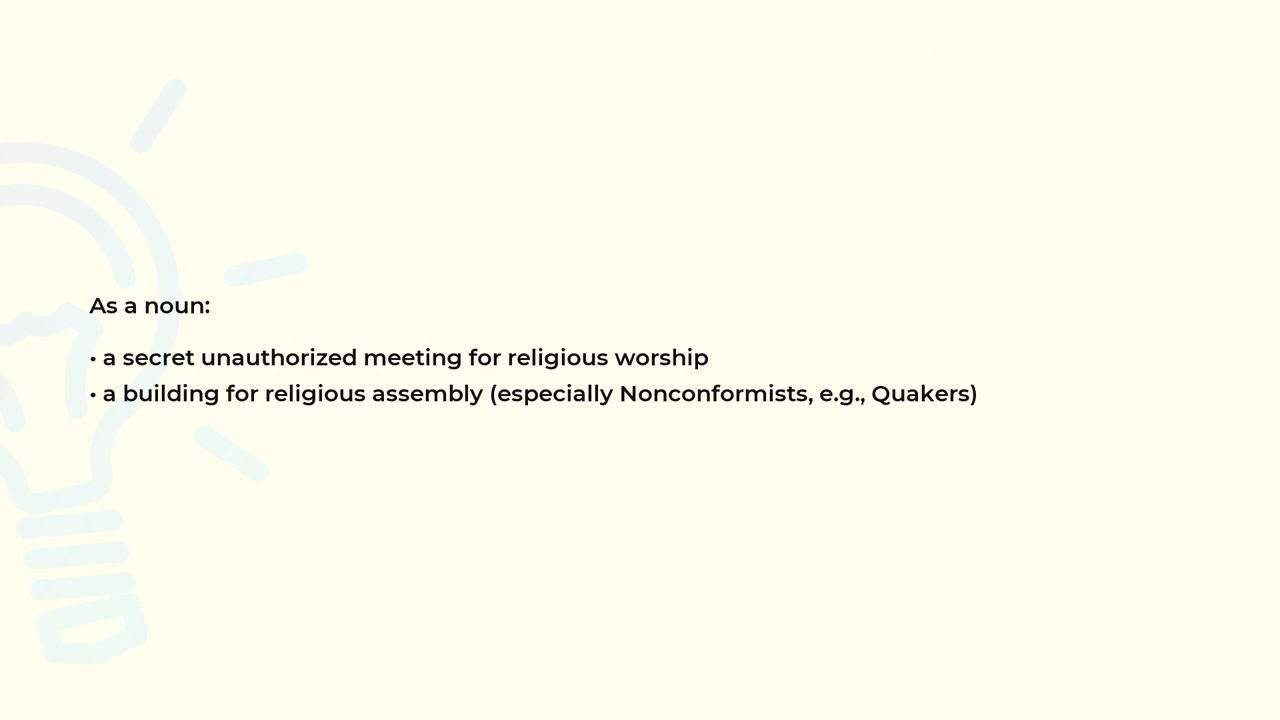 As a noun:
• a secret unauthorized meeting for religious worship
• a building for religious assembly (especially Nonconformists, e.g., Quakers)